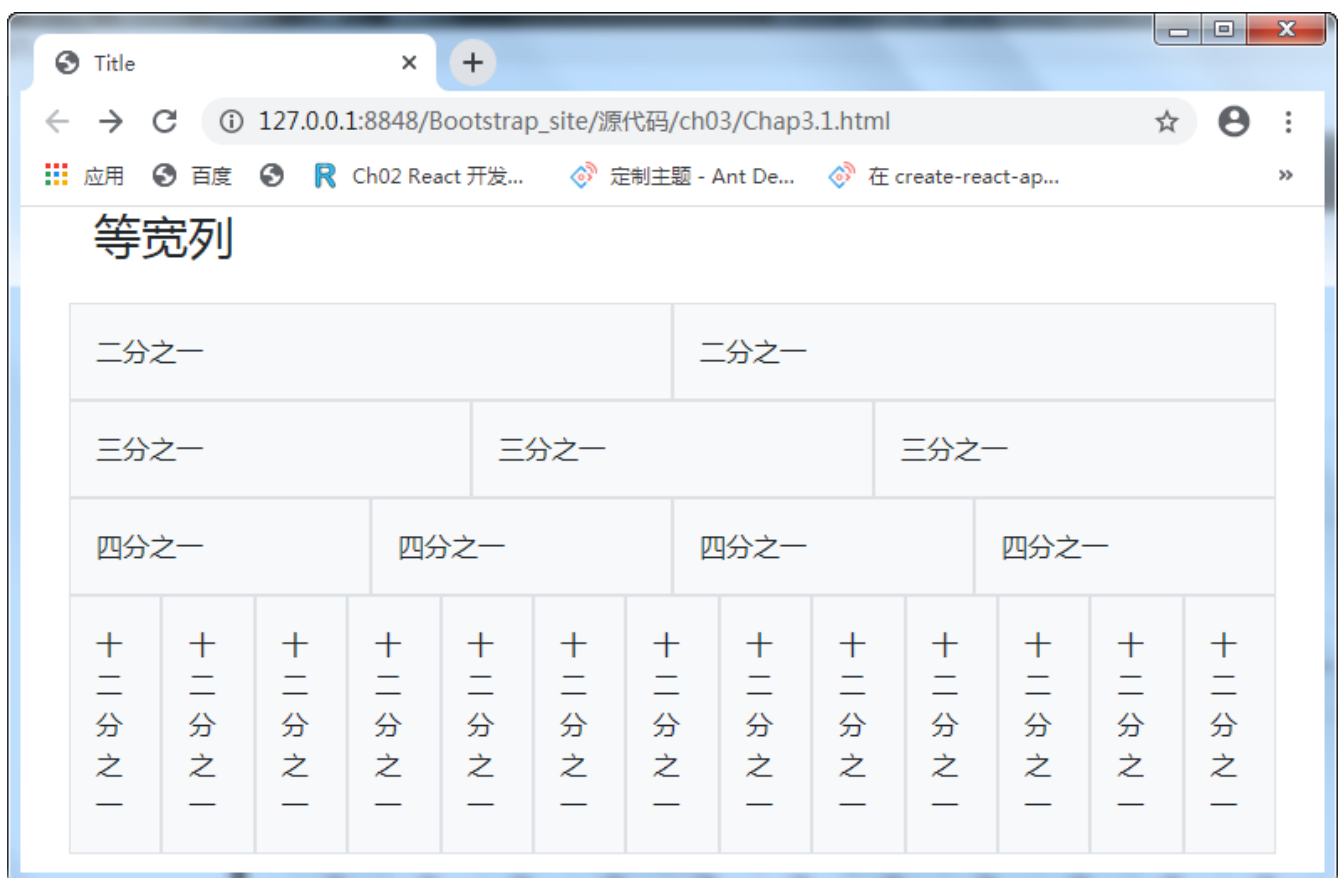 Title
127.0.0.1:8848/Bootstrap_site/源代码/ch03/Chap3.1.html
应用 百度 Ch02 React 开发... 定制主题 - Ant De... 在 create-react-ap...
等宽列
二分之一 二分之一
三分之一 三分之一 三分之一
四分之一 四分之一 四分之一 四分之一
十二分之一 十二分之一 十二分之一 十二分之一 十二分之一 十二分之一 十二分之一 十二分之一 十二分之一 十二分之一 十二分之一 十二分之一 十二分之一